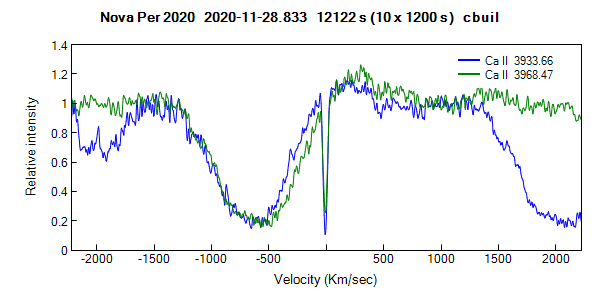 Nova Per 2020 2020-11-28.833 12122 s (10 x 1200 s) cbuil
1.4
Ca II 3933.66
1.2
Ca II 3968.47
1
0.8
0.6
0.4
0.2
0
Relative intensity
-2000 -1500 -1000 -500 0 500 1000 1500 2000
Velocity (Km/sec)